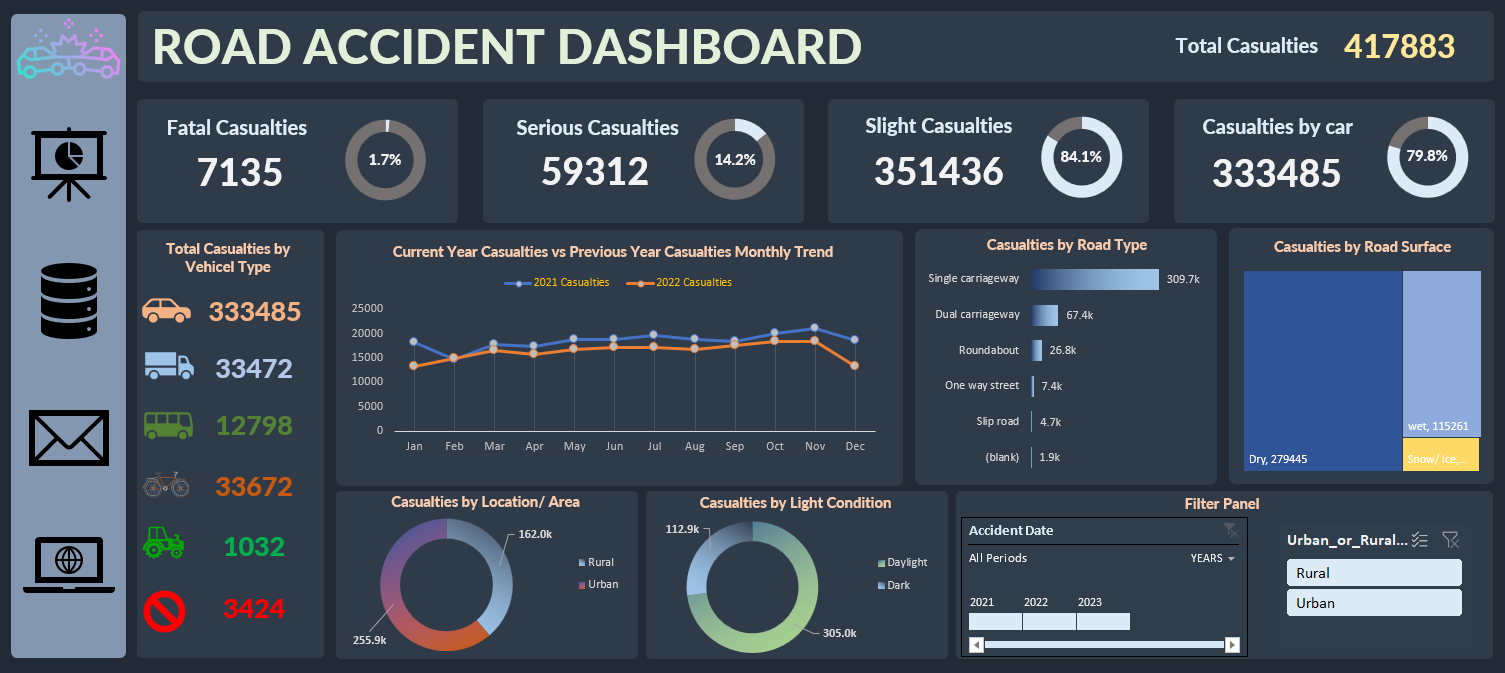 ROAD ACCIDENT DASHBOARD
Total Casualties 417883
Fatal Casualties
7135
1.7%
Serious Casualties
59312
14.2%
Slight Casualties
351436
84.1%
Casualties by car
333485
79.8%
Total Casualties by
Vehicel Type
333485
33472
12798
33672
1032
3424
Current Year Casualties vs Previous Year Casualties Monthly Trend
2021 Casualties 2022 Casualties
25000
20000
15000
10000
5000
0
Jan Feb Mar Apr May Jun Jul Aug Sep Oct Nov Dec
Casualties by Road Type
Single carriageway 309.7k
Dual carriageway 67.4k
Roundabout 26.8k
One way street 7.4k
Slip road 4.7k
(blank) 1.9k
Casualties by Road Surface
wet, 115261
Dry, 279445
Snow/ Ice,...
Casualties by Location/ Area
162.0k
Rural
Urban
255.9k
Casualties by Light Condition
112.9k
Daylight
Dark
305.0k
Filter Panel
Accident Date
All Periods YEARS
2021 2022 2023
Urban_or_Rural...
Rural
Urban